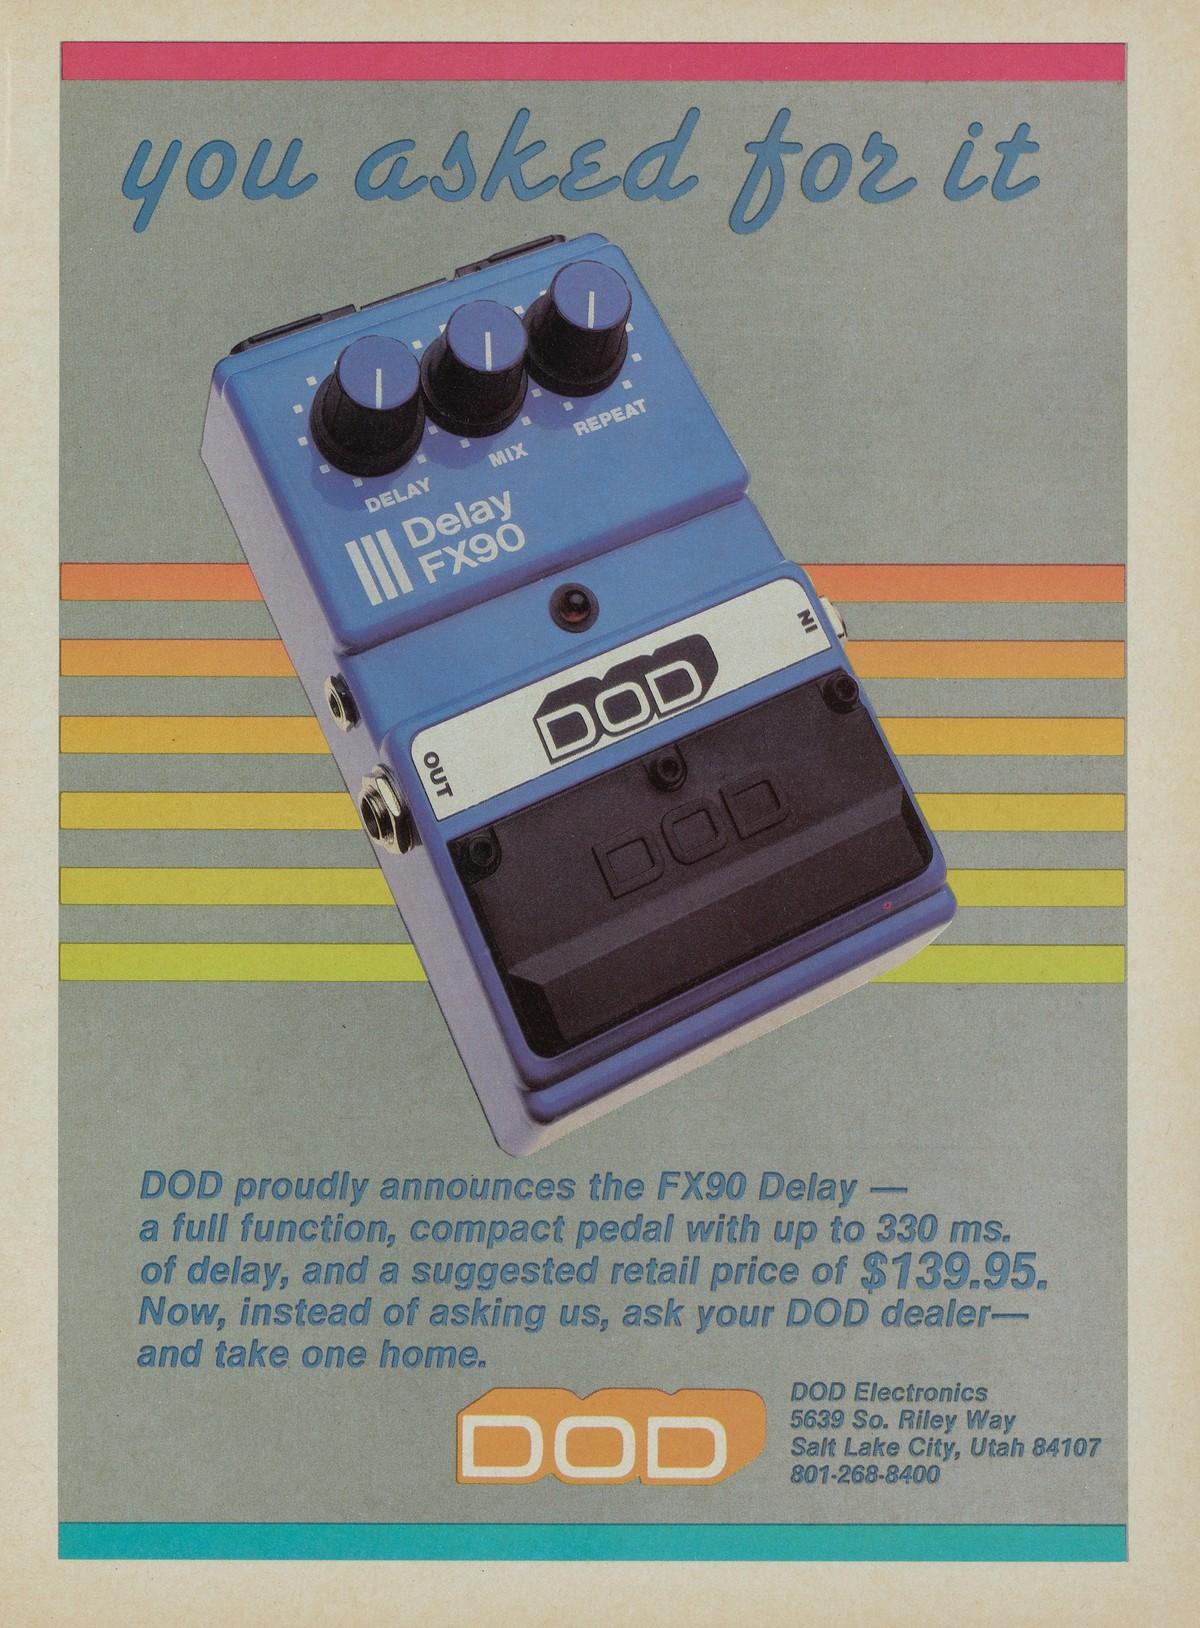 you asked for it
DELAY
MIX
REPEAT
Delay
FX90
IN
DOD
OUT
DOD
DOD proudly announces the FX90 Delay —
a full function, compact pedal with up to 330 ms.
of delay, and a suggested retail price of $139.95.
Now, instead of asking us, ask your DOD dealer—
and take one home.
DOD
DOD Electronics
5639 So. Riley Way
Salt Lake City, Utah 84107
801-268-8400